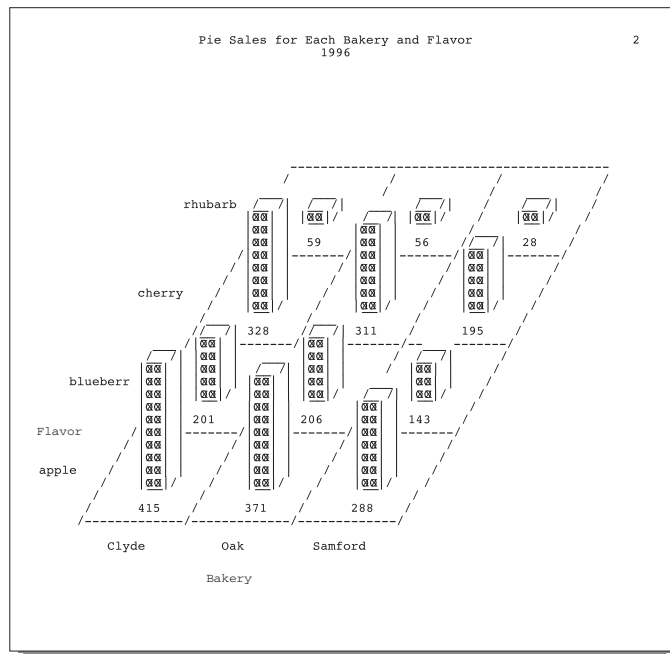 Pie Sales for Each Bakery and Flavor 2
1996
rhubarb
59 56 28
cherry
328 311 195
blueberr
201 206 143
Flavor
apple
415 371 288
Clyde Oak Samford
Bakery